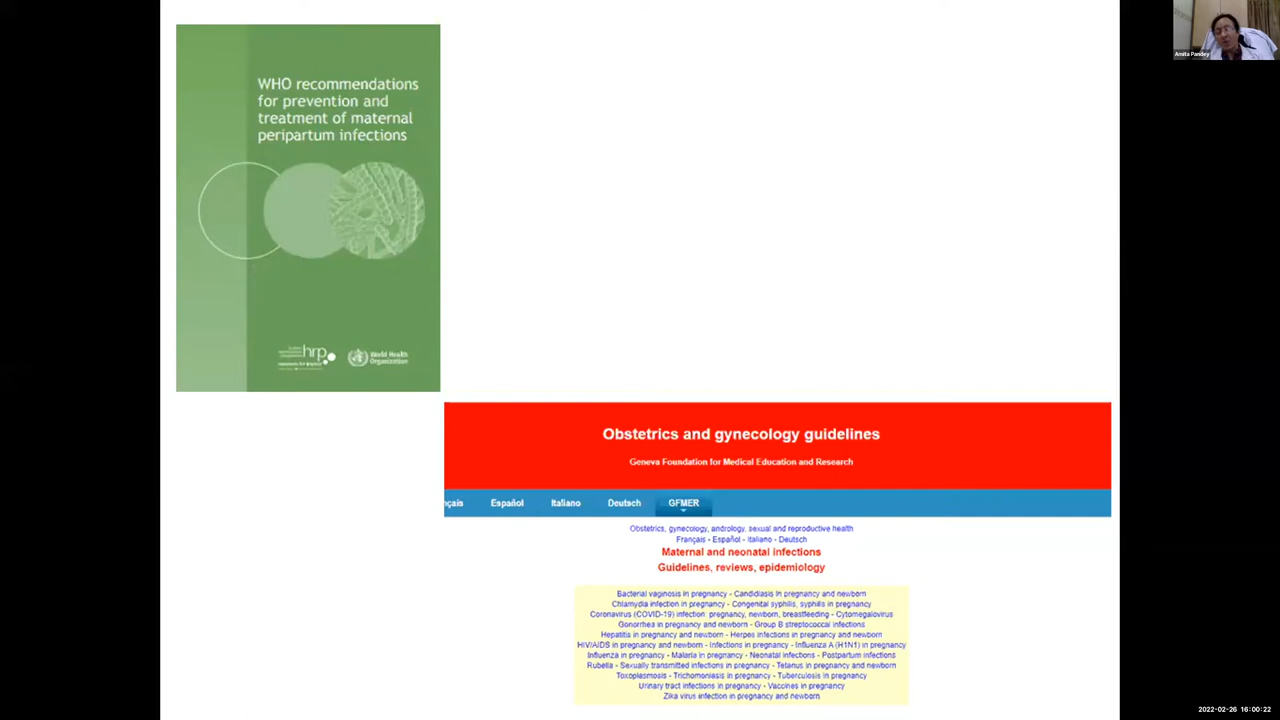 WHO recommendations
for prevention and
treatment of maternal
peripartum infections
hrp
World Health
Organization
Amita Pandey
Obstetrics and gynecology guidelines
Geneva Foundation for Medical Education and Research
Español Italiano Deutsch GFMER
Obstetrics, gynecology, andrology, sexual and reproductive health
Français - Español - Italiano - Deutsch
Maternal and neonatal infections
Guidelines, reviews, epidemiology
Bacterial vaginosis in pregnancy - Candidiasis in pregnancy and newborn
Chlamydia infection in pregnancy - Congenital syphilis, syphilis in pregnancy
Coronavirus (COVID-19) infection: pregnancy, newborn, breastfeeding - Cytomegalovirus
Gonorrhea in pregnancy and newborn - Group B streptococcal infections
Hepatitis in pregnancy and newborn - Herpes infections in pregnancy and newborn
HIV/AIDS in pregnancy and newborn - Infections in pregnancy - Influenza A (H1N1) in pregnancy
Influenza in pregnancy - Malaria in pregnancy - Neonatal infections - Postpartum infections
Rubella - Sexually transmitted infections in pregnancy - Tetanus in pregnancy and newborn
Toxoplasmosis - Trichomoniasis in pregnancy - Tuberculosis in pregnancy
Urinary tract infections in pregnancy - Vaccines in pregnancy
Zika virus infection in pregnancy and newborn
2022-02-26 16:00:22